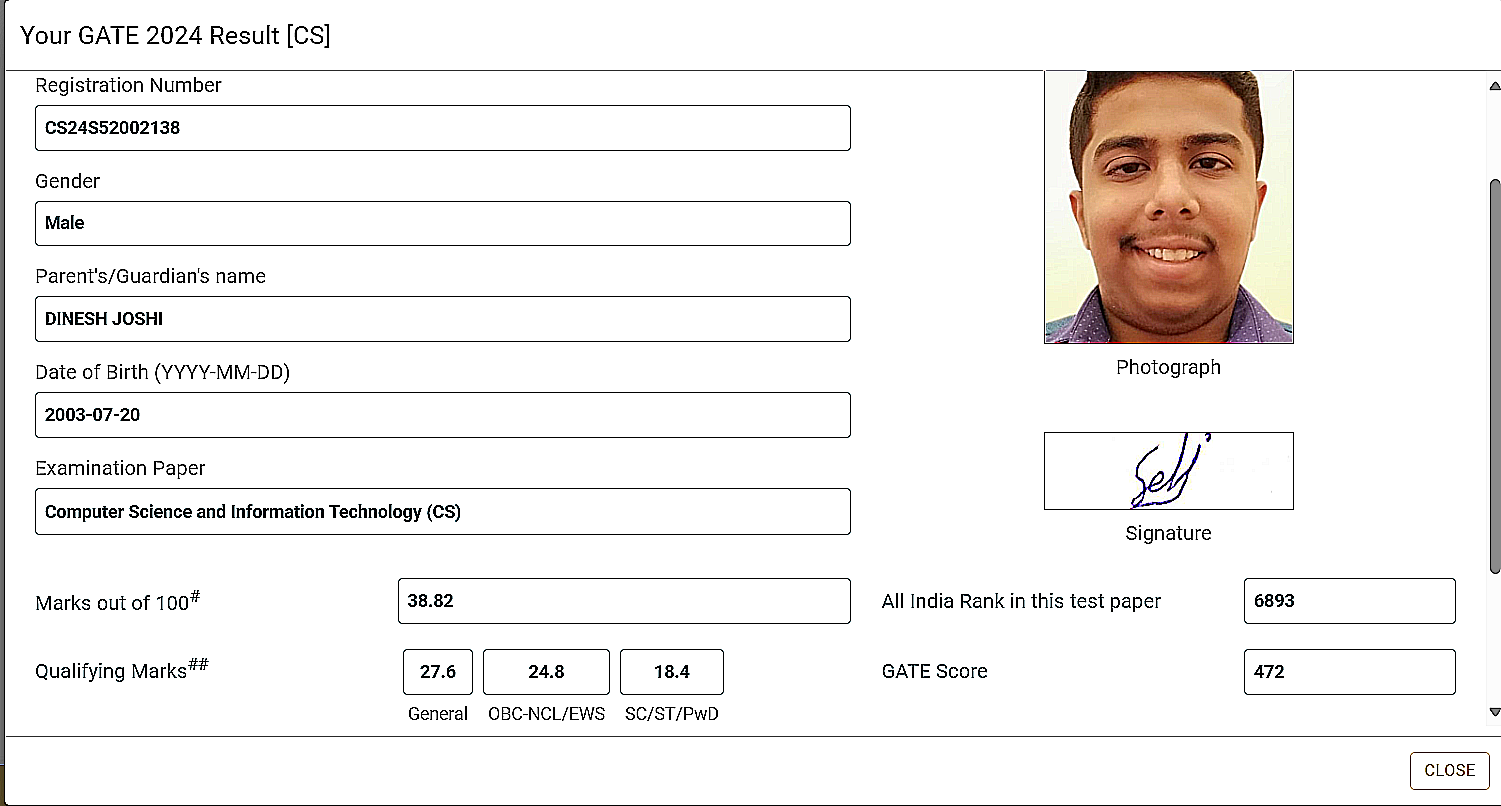 Your GATE 2024 Result [CS]
Registration Number
CS24S52002138
Gender
Male
Parent's/Guardian's name
DINESH JOSHI
Date of Birth (YYYY-MM-DD)
2003-07-20
Examination Paper
Computer Science and Information Technology (CS)
Photograph
Signature
Marks out of 100# 38.82 All India Rank in this test paper 6893
Qualifying Marks## 27.6 24.8 18.4 GATE Score 472
General OBC-NCL/EWS SC/ST/PwD
CLOSE